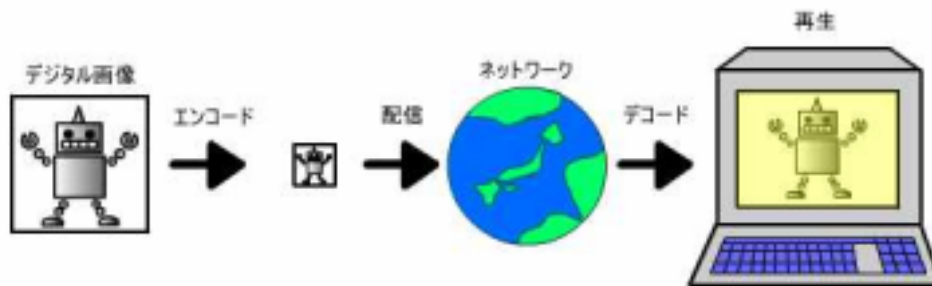 デジタル画像
エンコード
配信
ネットワーク
デコード
再生